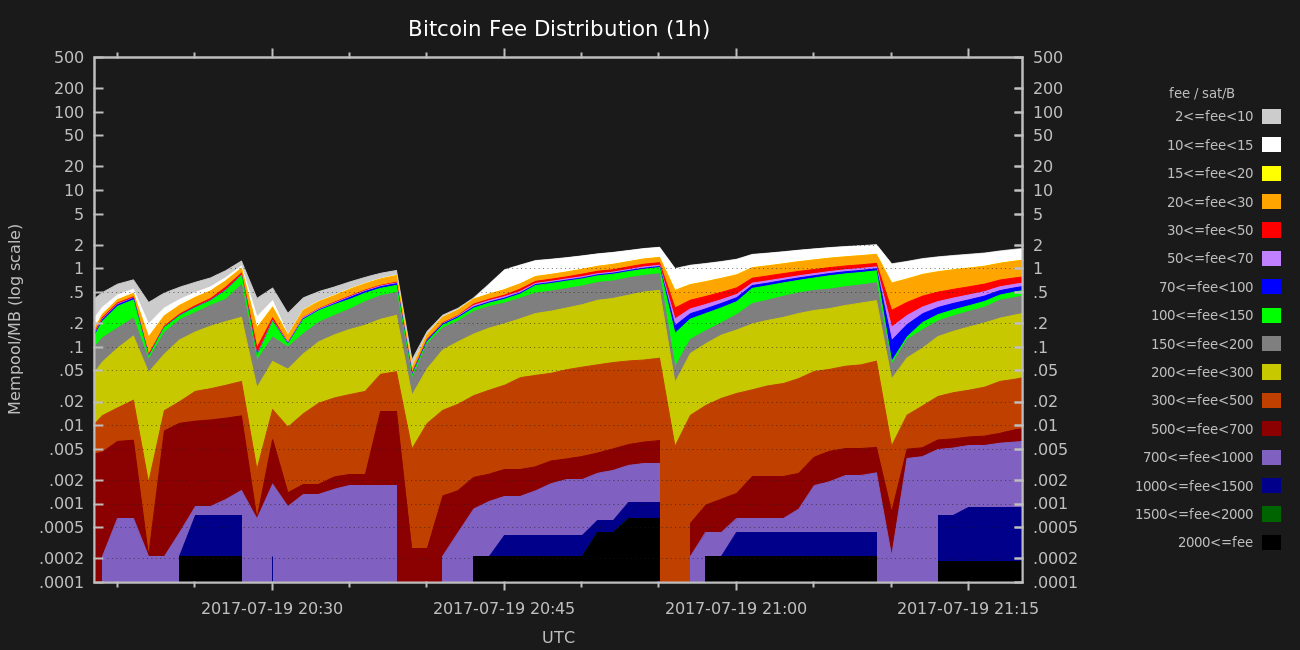 Bitcoin Fee Distribution (1h)
Mempool/MB (log scale)
500
200
100
50
20
10
5
2
1
.5
.2
.1
.05
.02
.01
.005
.002
.001
.0005
.0002
.0001
500
200
100
50
20
10
5
2
1
.5
.2
.1
.05
.02
.01
.005
.002
.001
.0005
.0002
.0001
2017-07-19 20:30
2017-07-19 20:45
2017-07-19 21:00
2017-07-19 21:15
UTC
fee / sat/B
2<=fee<10
10<=fee<15
15<=fee<20
20<=fee<30
30<=fee<50
50<=fee<70
70<=fee<100
100<=fee<150
150<=fee<200
200<=fee<300
300<=fee<500
500<=fee<700
700<=fee<1000
1000<=fee<1500
1500<=fee<2000
2000<=fee